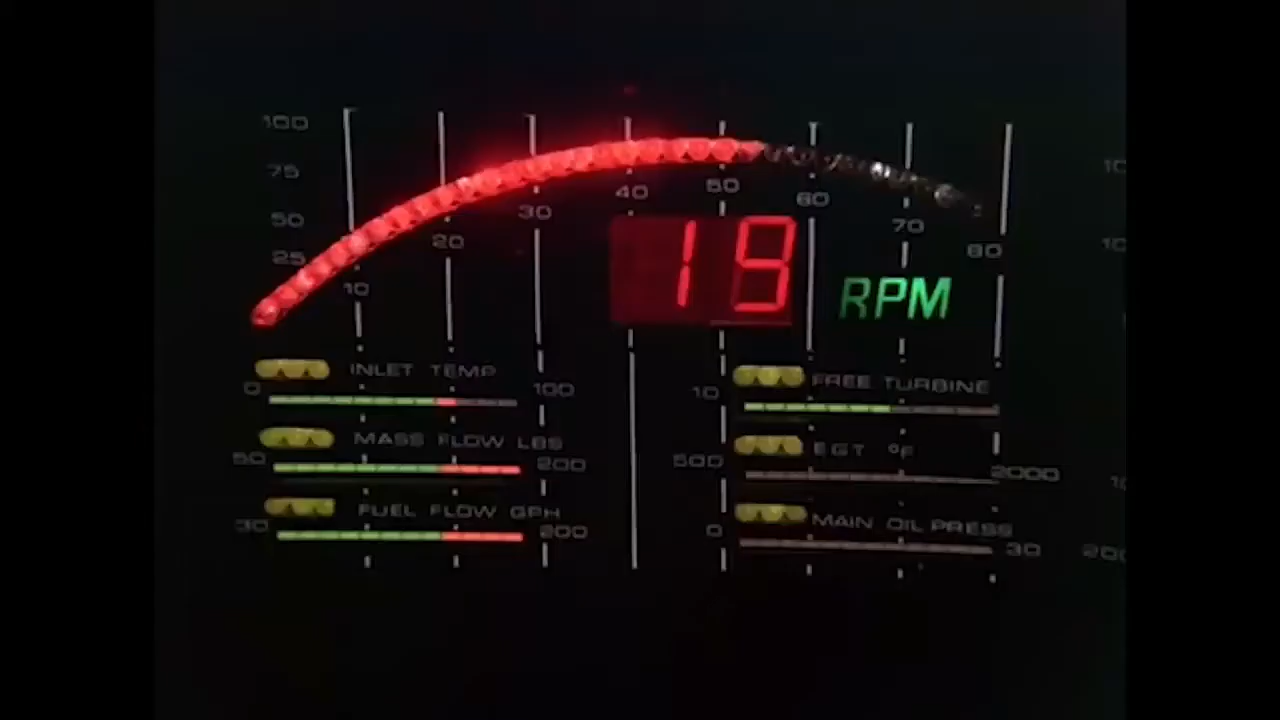 100
75
50
25
10 20 30 40 50 60 70 80
19 RPM
INLET TEMP
0 100
MASS FLOW LBS
50 200
FUEL FLOW GPH
30 200
FREE TURBINE
10
EGT °F
500 2000
MAIN OIL PRESS
0 30